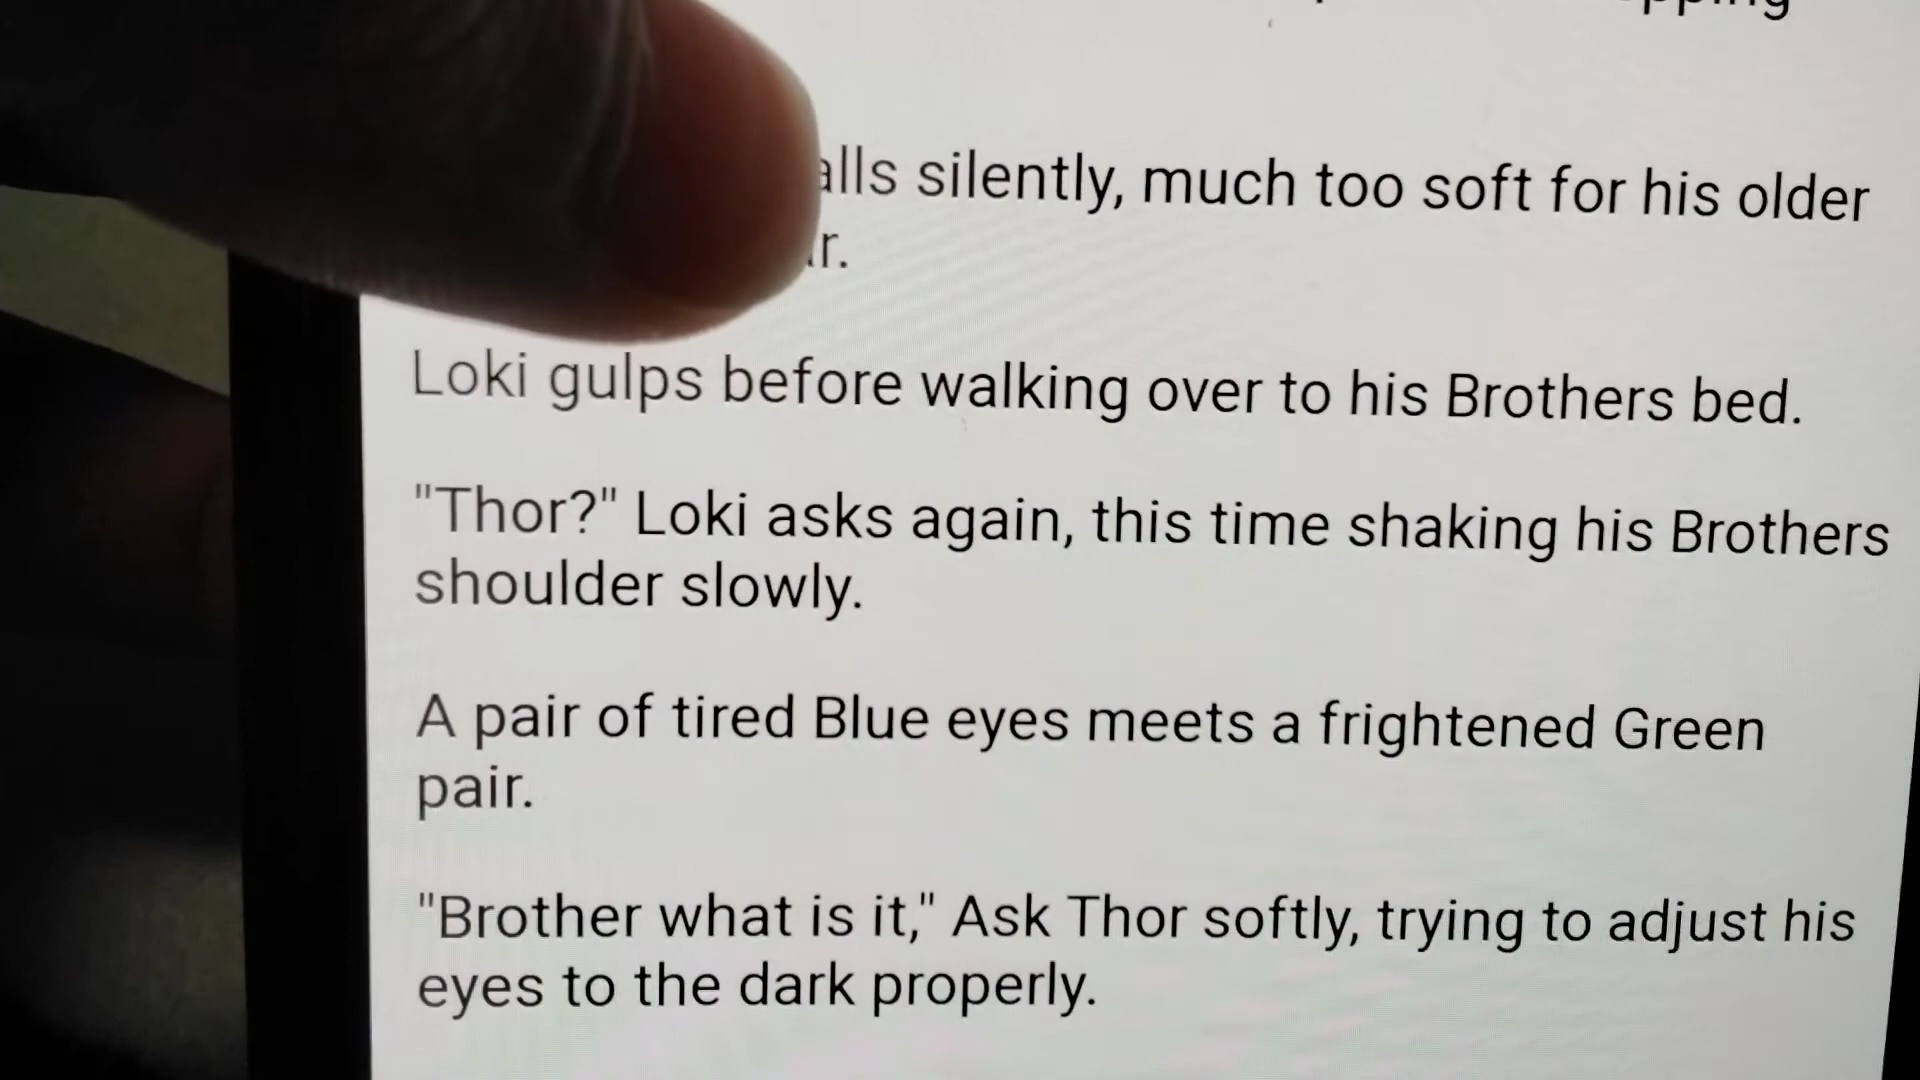 silently, much too soft for his older
Loki gulps before walking over to his Brothers bed.
"Thor?" Loki asks again, this time shaking his Brothers
shoulder slowly.
A pair of tired Blue eyes meets a frightened Green
pair.
"Brother what is it," Ask Thor softly, trying to adjust his
eyes to the dark properly.